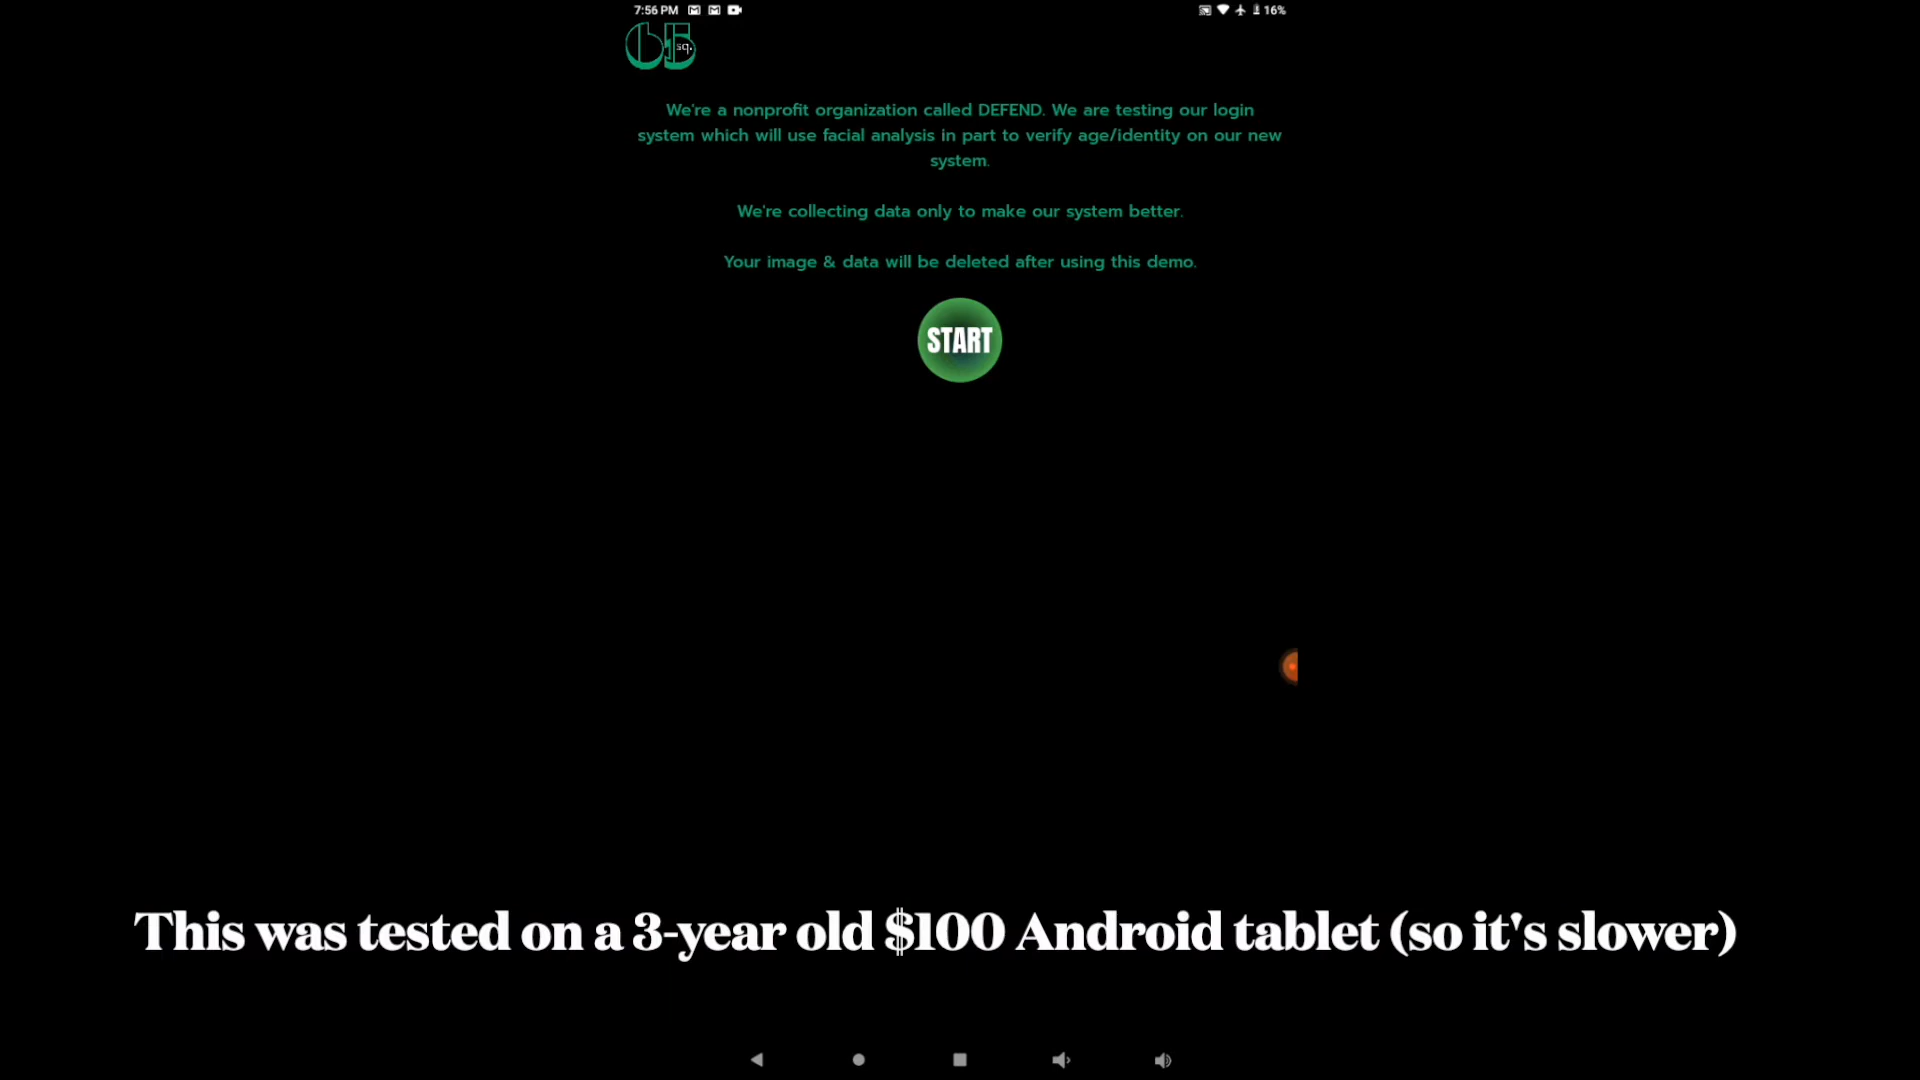 7:56 PM
16%
65
sq.
We're a nonprofit organization called DEFEND. We are testing our login
system which will use facial analysis in part to verify age/identity on our new
system.
We're collecting data only to make our system better.
Your image & data will be deleted after using this demo.
START
This was tested on a 3-year old $100 Android tablet (so it's slower)